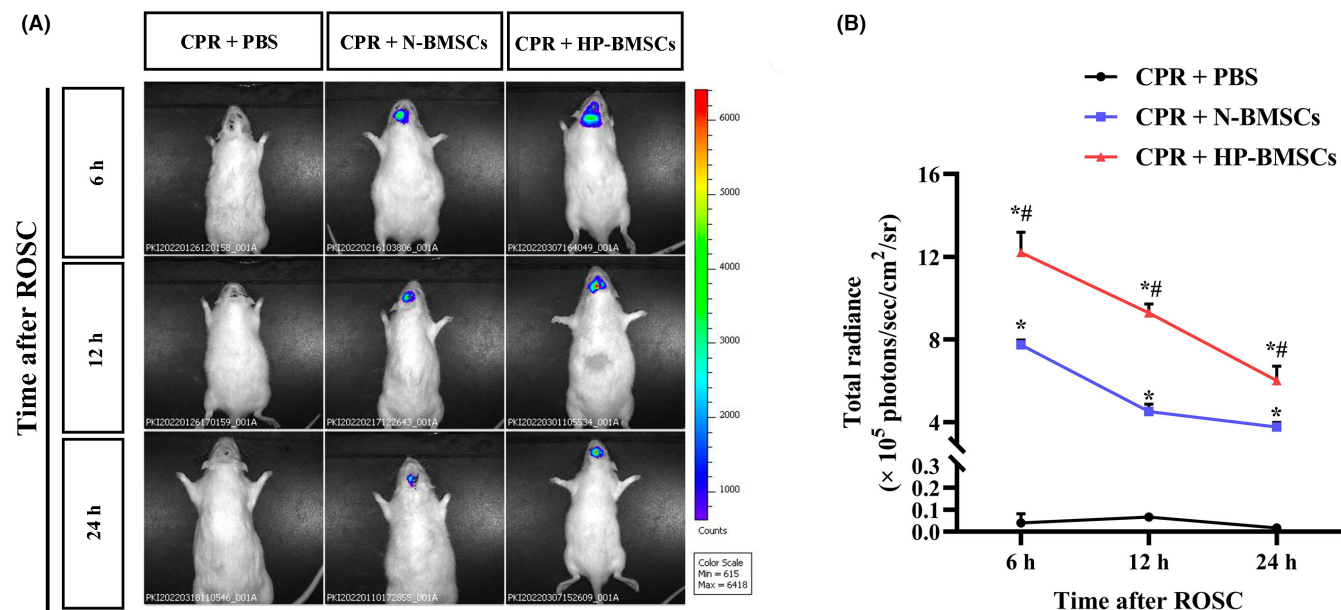 (A)
CPR + PBS
CPR + N-BMSCs
CPR + HP-BMSCs
Time after ROSC
6 h
12 h
24 h
PKI20220126120158_001A
PKI20220216103806_001A
PKI20220307164049_001A
PKI20220126170159_001A
PKI20220217122643_001A
PKI20220301105534_001A
PKI20220318110546_001A
PKI20220110172855_001A
PKI20220307152609_001A
6000
5000
4000
3000
2000
1000
Counts
Color Scale
Min = 615
Max = 6418
(B)
CPR + PBS
CPR + N-BMSCs
CPR + HP-BMSCs
Total radiance
(× 10⁵ photons/sec/cm²/sr)
16
12
8
4
0.3
0.2
0.1
0.0
*#
*#
*#
*
*
*
6 h
12 h
24 h
Time after ROSC